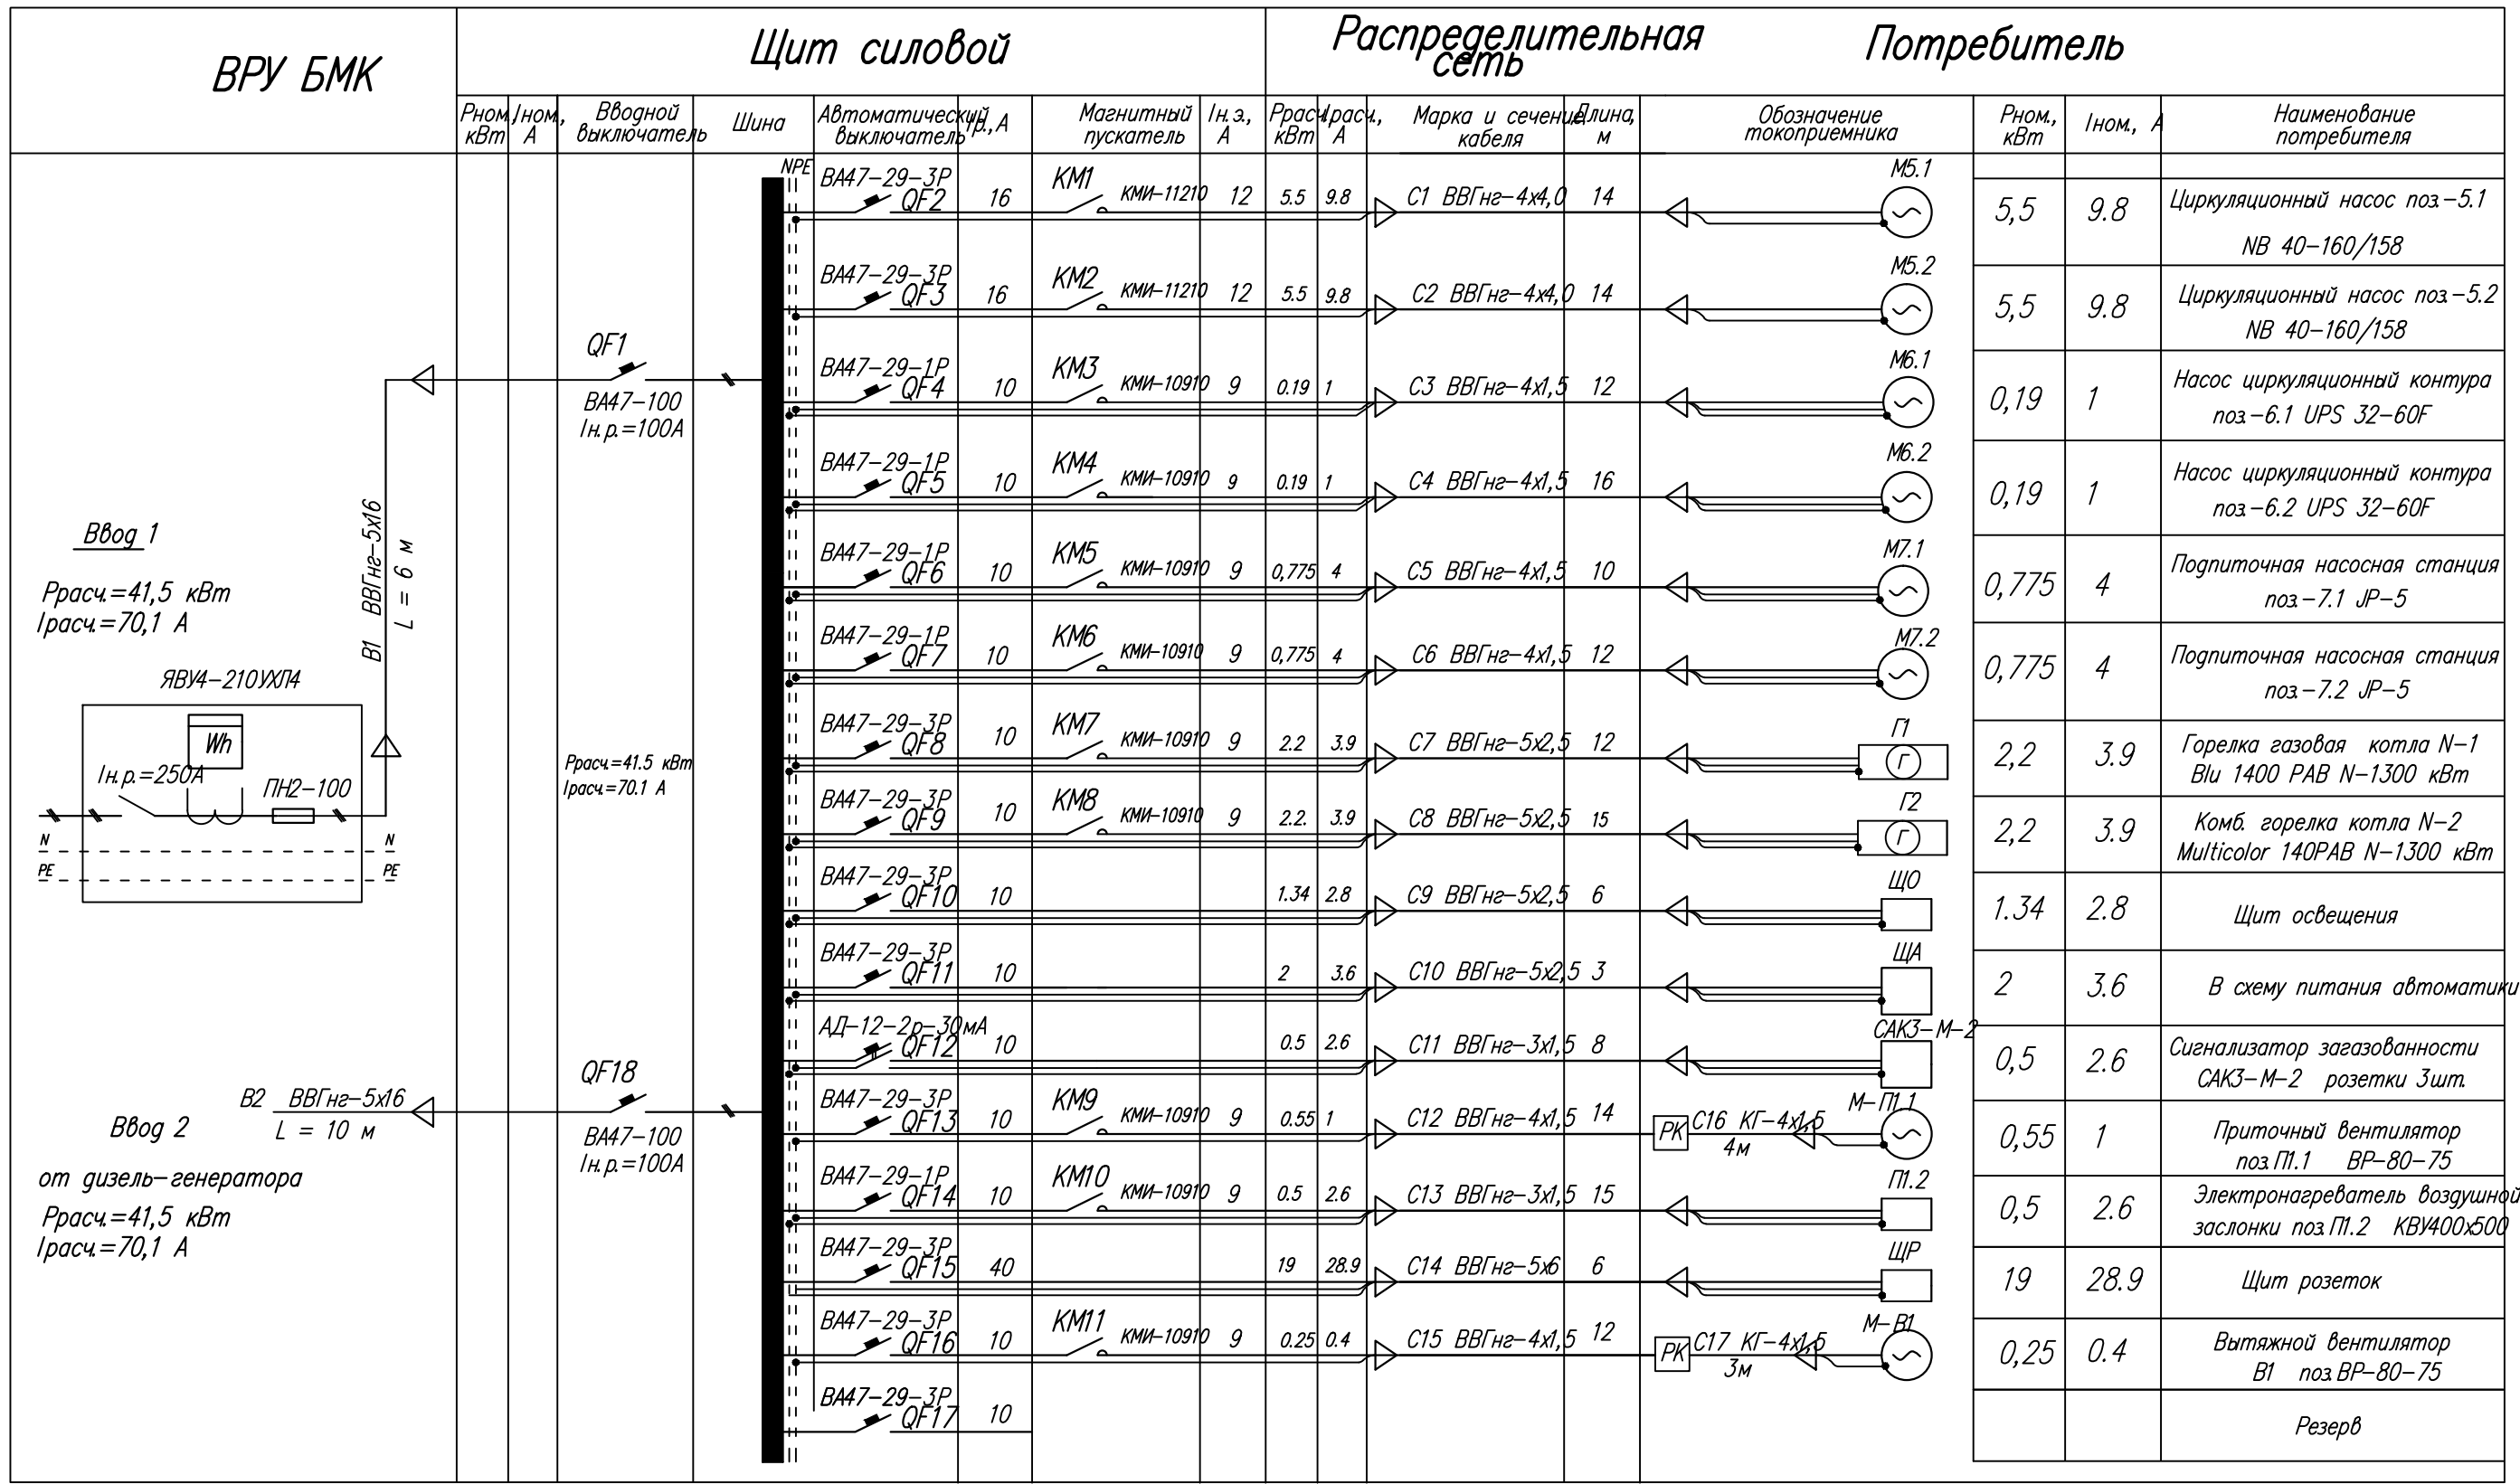 ВРУ БМК
Щит силовой
Распределительная
сеть
Потребитель
Рном., кВт
Iном., А
Вводной выключатель
Шина
Автоматический выключатель
Iр., А
Магнитный пускатель
Iн.э., А
Ррасч., кВт
Iрасч., А
Марка и сечение кабеля
Длина, м
Обозначение токоприемника
Рном., кВт
Iном., А
Наименование потребителя
Ввод 1
Ррасч.=41,5 кВт
Iрасч.=70,1 А
В1 ВВГнг-5х16
L = 6 м
ЯВУ4-210УХЛ4
Wh
Iн.р.=250А
ПН2-100
N
N
PE
PE
В2 ВВГнг-5х16
L = 10 м
Ввод 2
от дизель-генератора
Ррасч.=41,5 кВт
Iрасч.=70,1 А
QF1
ВА47-100
Iн.р.=100А
Ррасч.=41.5 кВт
Iрасч.=70.1 А
QF18
ВА47-100
Iн.р.=100А
NPE
ВА47-29-3Р
QF2 16 КМ1 КМИ-11210 12 5.5 9.8 С1 ВВГнг-4х4,0 14 М5.1 5,5 9.8 Циркуляционный насос поз.-5.1
NB 40-160/158
ВА47-29-3Р
QF3 16 КМ2 КМИ-11210 12 5.5 9.8 С2 ВВГнг-4х4,0 14 М5.2 5,5 9.8 Циркуляционный насос поз.-5.2
NB 40-160/158
ВА47-29-1Р
QF4 10 КМ3 КМИ-10910 9 0.19 1 С3 ВВГнг-4х1,5 12 М6.1 0,19 1 Насос циркуляционный контура
поз.-6.1 UPS 32-60F
ВА47-29-1Р
QF5 10 КМ4 КМИ-10910 9 0.19 1 С4 ВВГнг-4х1,5 16 М6.2 0,19 1 Насос циркуляционный контура
поз.-6.2 UPS 32-60F
ВА47-29-1Р
QF6 10 КМ5 КМИ-10910 9 0,775 4 С5 ВВГнг-4х1,5 10 М7.1 0,775 4 Подпиточная насосная станция
поз.-7.1 JP-5
ВА47-29-1Р
QF7 10 КМ6 КМИ-10910 9 0,775 4 С6 ВВГнг-4х1,5 12 М7.2 0,775 4 Подпиточная насосная станция
поз.-7.2 JP-5
ВА47-29-3Р
QF8 10 КМ7 КМИ-10910 9 2.2 3.9 С7 ВВГнг-5х2,5 12 Г1 Г 2,2 3.9 Горелка газовая котла N-1
Blu 1400 PAB N-1300 кВт
ВА47-29-3Р
QF9 10 КМ8 КМИ-10910 9 2.2. 3.9 С8 ВВГнг-5х2,5 15 Г2 Г 2,2 3.9 Комб. горелка котла N-2
Multicolor 140PAB N-1300 кВт
ВА47-29-3Р
QF10 10 1.34 2.8 С9 ВВГнг-5х2,5 6 ЩО 1.34 2.8 Щит освещения
ВА47-29-3Р
QF11 10 2 3.6 С10 ВВГнг-5х2,5 3 ЩА 2 3.6 В схему питания автоматики
АД-12-2р-30мА
QF12 10 0.5 2.6 С11 ВВГнг-3х1,5 8 САКЗ-М-2 0,5 2.6 Сигнализатор загазованности
САКЗ-М-2 розетки 3шт.
ВА47-29-3Р
QF13 10 КМ9 КМИ-10910 9 0.55 1 С12 ВВГнг-4х1,5 14 РК С16 КГ-4х1,5 4м М-П1.1 0,55 1 Приточный вентилятор
поз.П1.1 ВР-80-75
ВА47-29-1Р
QF14 10 КМ10 КМИ-10910 9 0.5 2.6 С13 ВВГнг-3х1,5 15 П1.2 0,5 2.6 Электронагреватель воздушной
заслонки поз.П1.2 КВУ400х500
ВА47-29-3Р
QF15 40 19 28.9 С14 ВВГнг-5х6 6 ЩР 19 28.9 Щит розеток
ВА47-29-3Р
QF16 10 КМ11 КМИ-10910 9 0.25 0.4 С15 ВВГнг-4х1,5 12 РК С17 КГ-4х1,5 3м М-В1 0,25 0.4 Вытяжной вентилятор
В1 поз.ВР-80-75
ВА47-29-3Р
QF17 10 Резерв